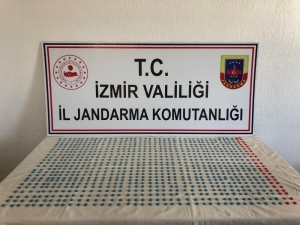 T.C.
İZMİR VALİLİĞİ
İL JANDARMA KOMUTANLIĞI